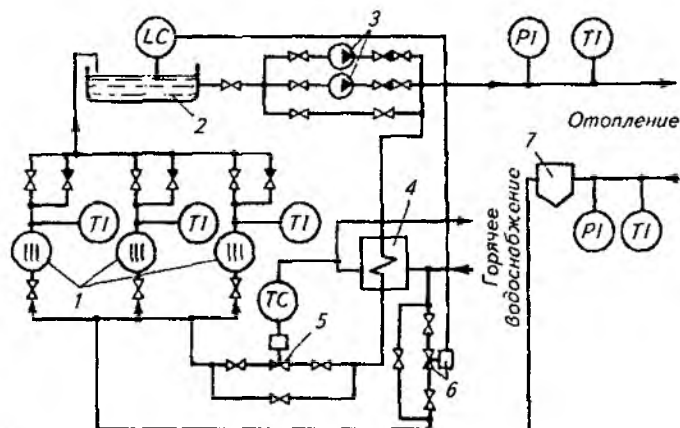 LC
3
PI
TI
2
Отопление
7
4
TI
TI
TI
PI
TI
Горячее
водоснабжение
1
TC
5
6